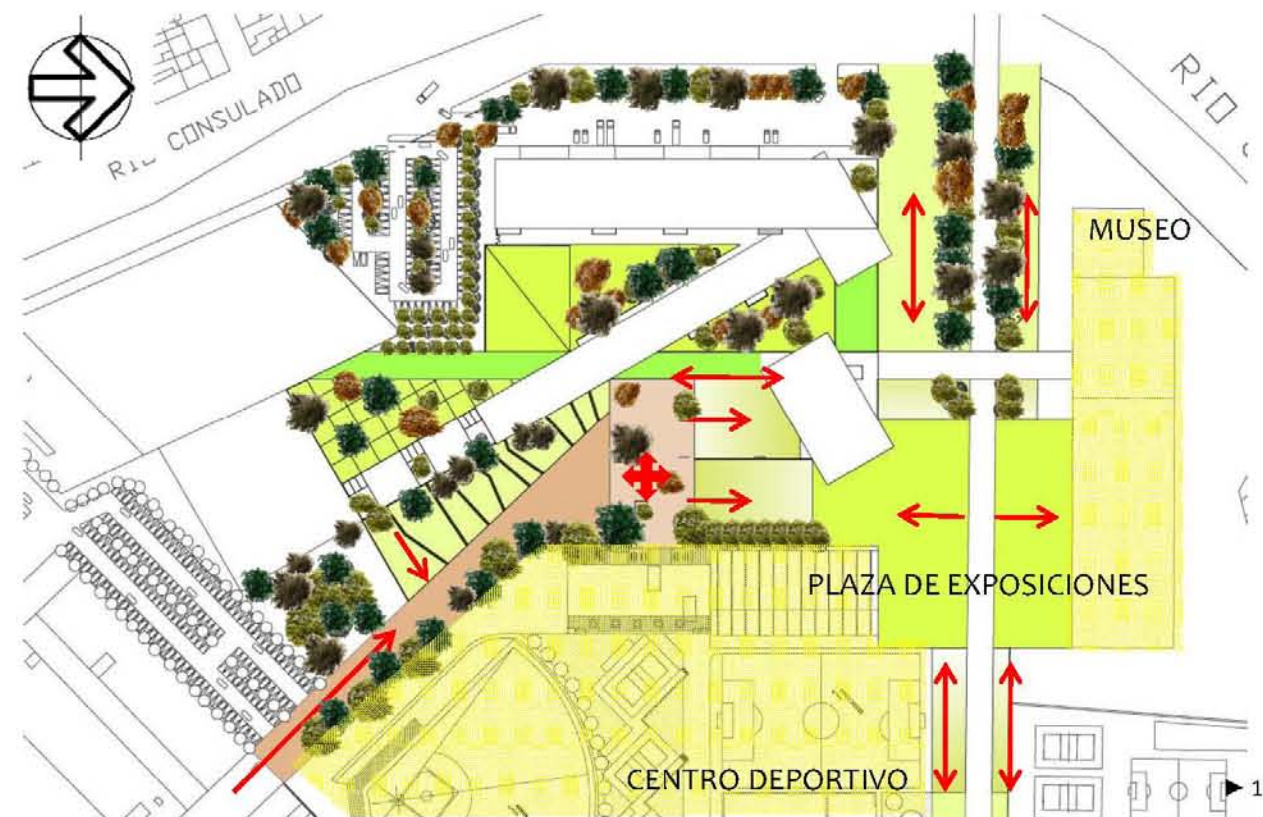 RIO CONSULADO
RIO
MUSEO
PLAZA DE EXPOSICIONES
CENTRO DEPORTIVO
1